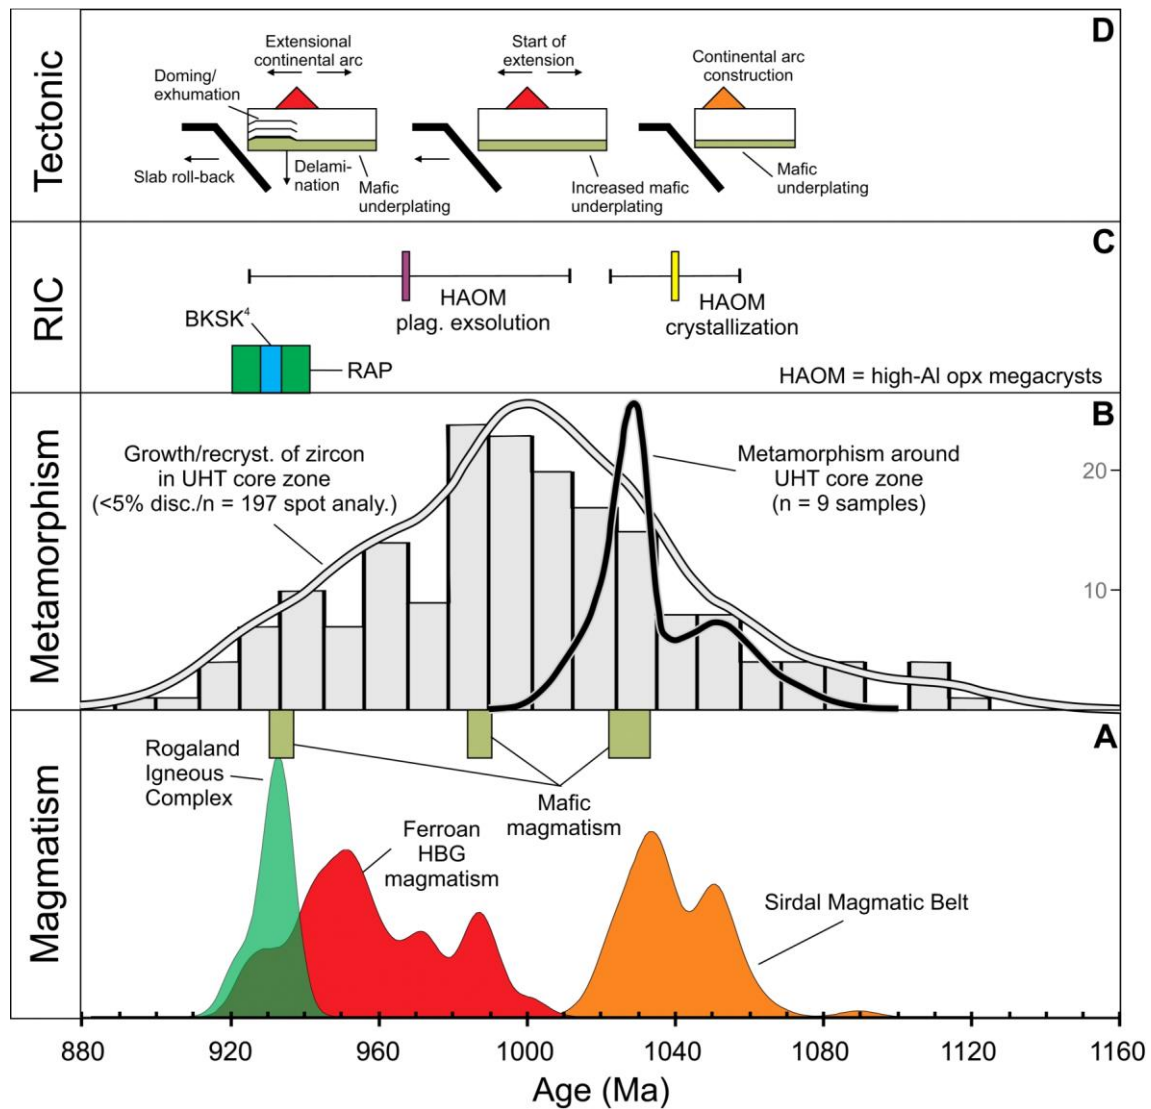 Tectonic
D
Extensional
continental arc
Doming/
exhumation
Slab roll-back
Delami-
nation
Mafic
underplating
Start of
extension
Increased mafic
underplating
Continental arc
construction
Mafic
underplating
RIC
C
HAOM
plag. exsolution
HAOM
crystallization
BKSK4
RAP
HAOM = high-Al opx megacrysts
Metamorphism
B
Growth/recryst. of zircon
in UHT core zone
(<5% disc./n = 197 spot analy.)
Metamorphism around
UHT core zone
(n = 9 samples)
20
10
Magmatism
A
Rogaland
Igneous
Complex
Mafic
magmatism
Ferroan
HBG
magmatism
Sirdal Magmatic Belt
880 920 960 1000 1040 1080 1120 1160
Age (Ma)